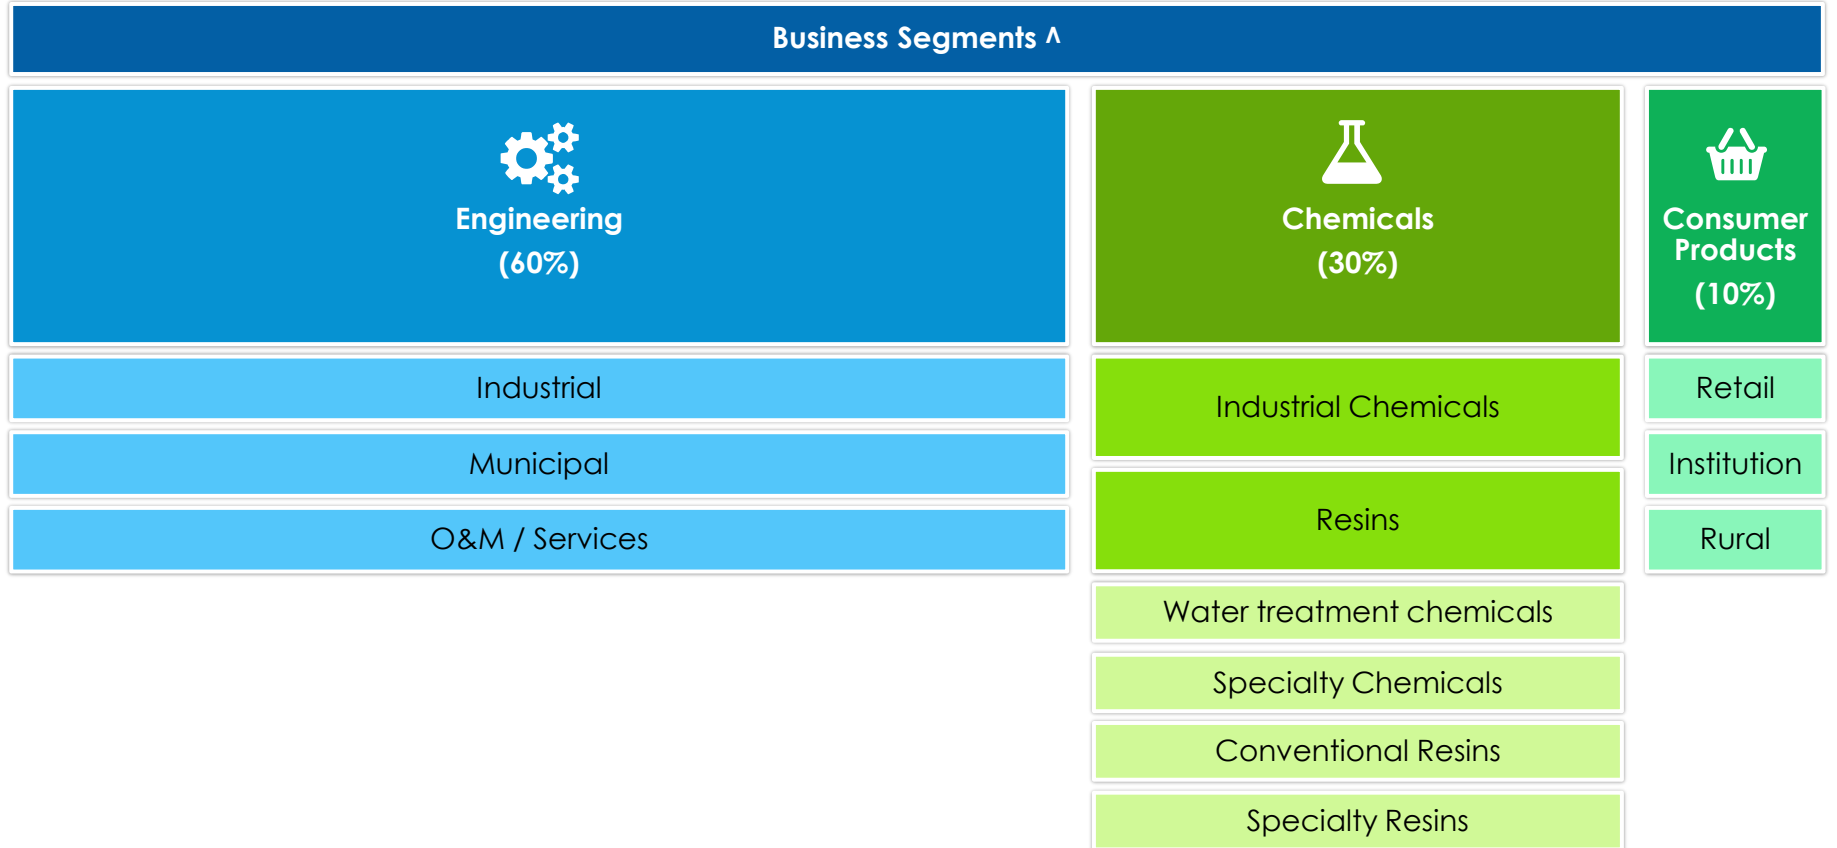 Business Segments ^
Engineering
(60%)
Industrial
Municipal
O&M / Services
Chemicals
(30%)
Industrial Chemicals
Resins
Water treatment chemicals
Specialty Chemicals
Conventional Resins
Specialty Resins
Consumer
Products
(10%)
Retail
Institution
Rural